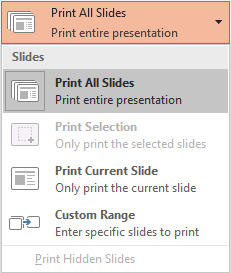 Print All Slides
Print entire presentation
Slides
Print All Slides
Print entire presentation
Print Selection
Only print the selected slides
Print Current Slide
Only print the current slide
Custom Range
Enter specific slides to print
Print Hidden Slides